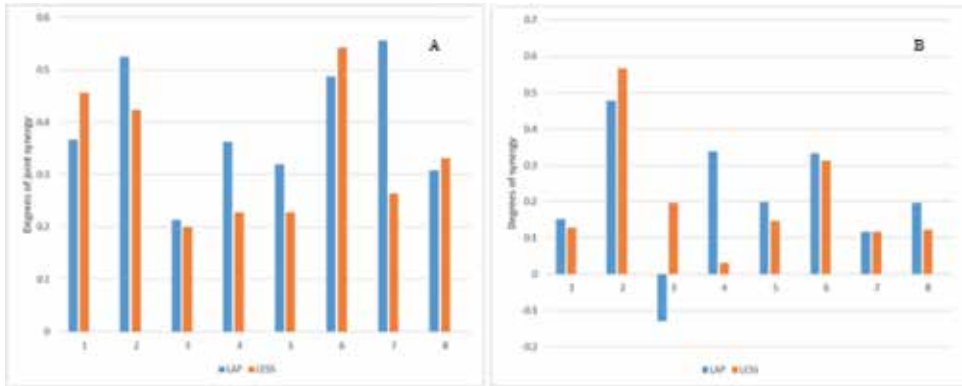 0.6
0.5
0.4
0.3
0.2
0.1
0
Degrees of joint synergy
A
1 2 3 4 5 6 7 8
LAP LESS
0.7
0.6
0.5
0.4
0.3
0.2
0.1
0
-0.1
-0.2
Degrees of synergy
B
1 2 3 4 5 6 7 8
LAP LESS